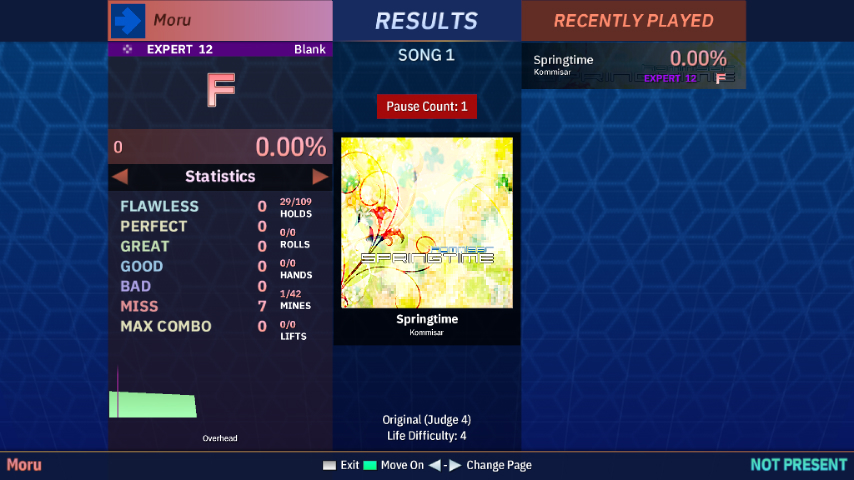 Moru
RESULTS
RECENTLY PLAYED
EXPERT 12
Blank
F
0
0.00%
Statistics
FLAWLESS 0
PERFECT 0
GREAT 0
GOOD 0
BAD 0
MISS 7
MAX COMBO 0
29/109
HOLDS
0/0
ROLLS
0/0
HANDS
1/42
MINES
0/0
LIFTS
Overhead
SONG 1
Pause Count: 1
KOMMISAR
SPRINGTIME
Springtime
Kommisar
Original (Judge 4)
Life Difficulty: 4
Springtime
Kommisar
0.00%
EXPERT 12
F
Moru
Exit
Move On
-
Change Page
NOT PRESENT